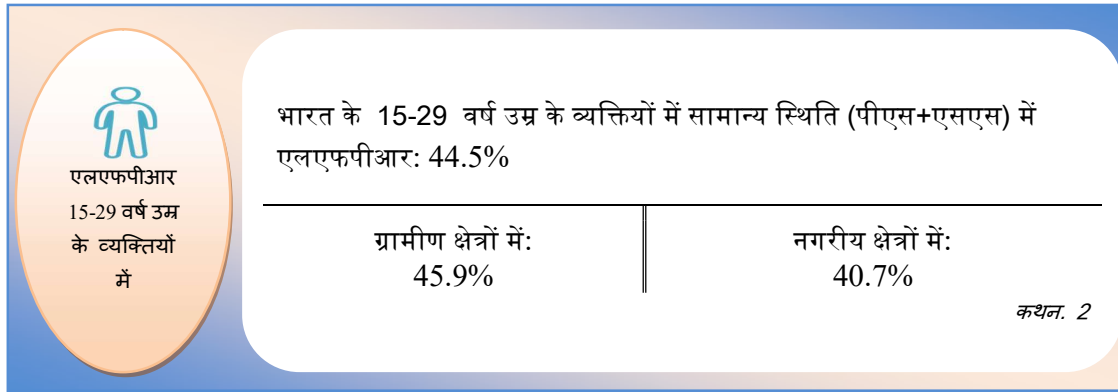 एलएफपीआर
15-29 वर्ष उम्र
के व्यक्तियों
में
भारत के 15-29 वर्ष उम्र के व्यक्तियों में सामान्य स्थिति (पीएस+एसएस) में
एलएफपीआर: 44.5%
ग्रामीण क्षेत्रों में:
45.9%
नगरीय क्षेत्रों में:
40.7%
कथन. 2